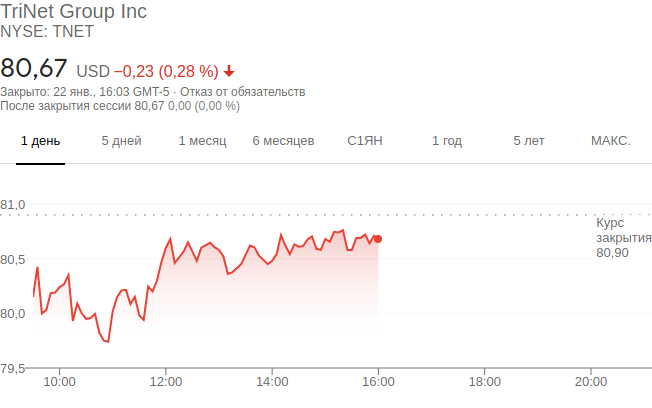 TriNet Group Inc
NYSE: TNET
80,67 USD −0,23 (0,28 %)
Закрыто: 22 янв., 16:03 GMT-5 · Отказ от обязательств
После закрытия сессии 80,67 0,00 (0,00 %)
1 день 5 дней 1 месяц 6 месяцев С1ЯН 1 год 5 лет МАКС.
81,0
Курс
закрытия
80,90
80,5
80,0
79,5
10:00 12:00 14:00 16:00 18:00 20:00